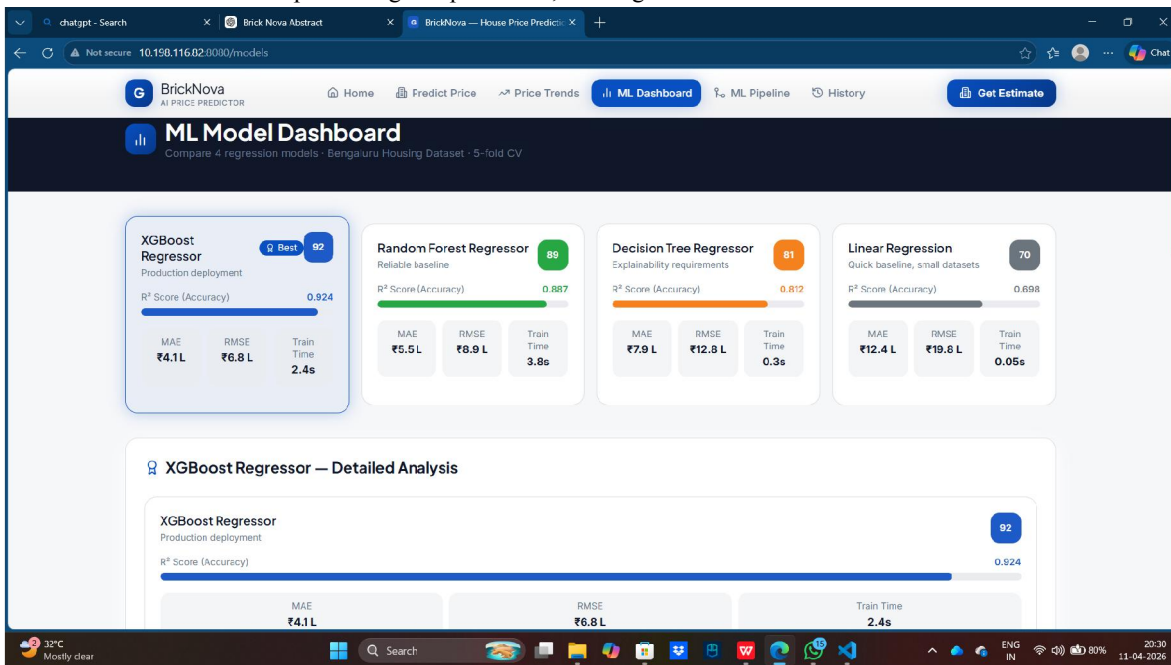 chatgpt - Search
Brick Nova Abstract
BrickNova — House Price Predictic
Not secure 10.198.116.82:8080/models
Chat
G BrickNova
AI PRICE PREDICTOR
Home
Predict Price
Price Trends
ML Dashboard
ML Pipeline
History
Get Estimate
ML Model Dashboard
Compare 4 regression models · Bengaluru Housing Dataset · 5-fold CV
XGBoost
Regressor
Best
92
Production deployment
R² Score (Accuracy) 0.924
MAE
₹4.1 L
RMSE
₹6.8 L
Train
Time
2.4s
Random Forest Regressor
89
Reliable baseline
R² Score (Accuracy) 0.887
MAE
₹5.5 L
RMSE
₹8.9 L
Train
Time
3.8s
Decision Tree Regressor
81
Explainability requirements
R² Score (Accuracy) 0.812
MAE
₹7.9 L
RMSE
₹12.8 L
Train
Time
0.3s
Linear Regression
70
Quick baseline, small datasets
R² Score (Accuracy) 0.698
MAE
₹12.4 L
RMSE
₹19.8 L
Train
Time
0.05s
XGBoost Regressor — Detailed Analysis
XGBoost Regressor
92
Production deployment
R² Score (Accuracy) 0.924
MAE
₹4.1 L
RMSE
₹6.8 L
Train Time
2.4s
2
32°C
Mostly clear
Search
15
ENG
IN
80%
20:30
11-04-2026